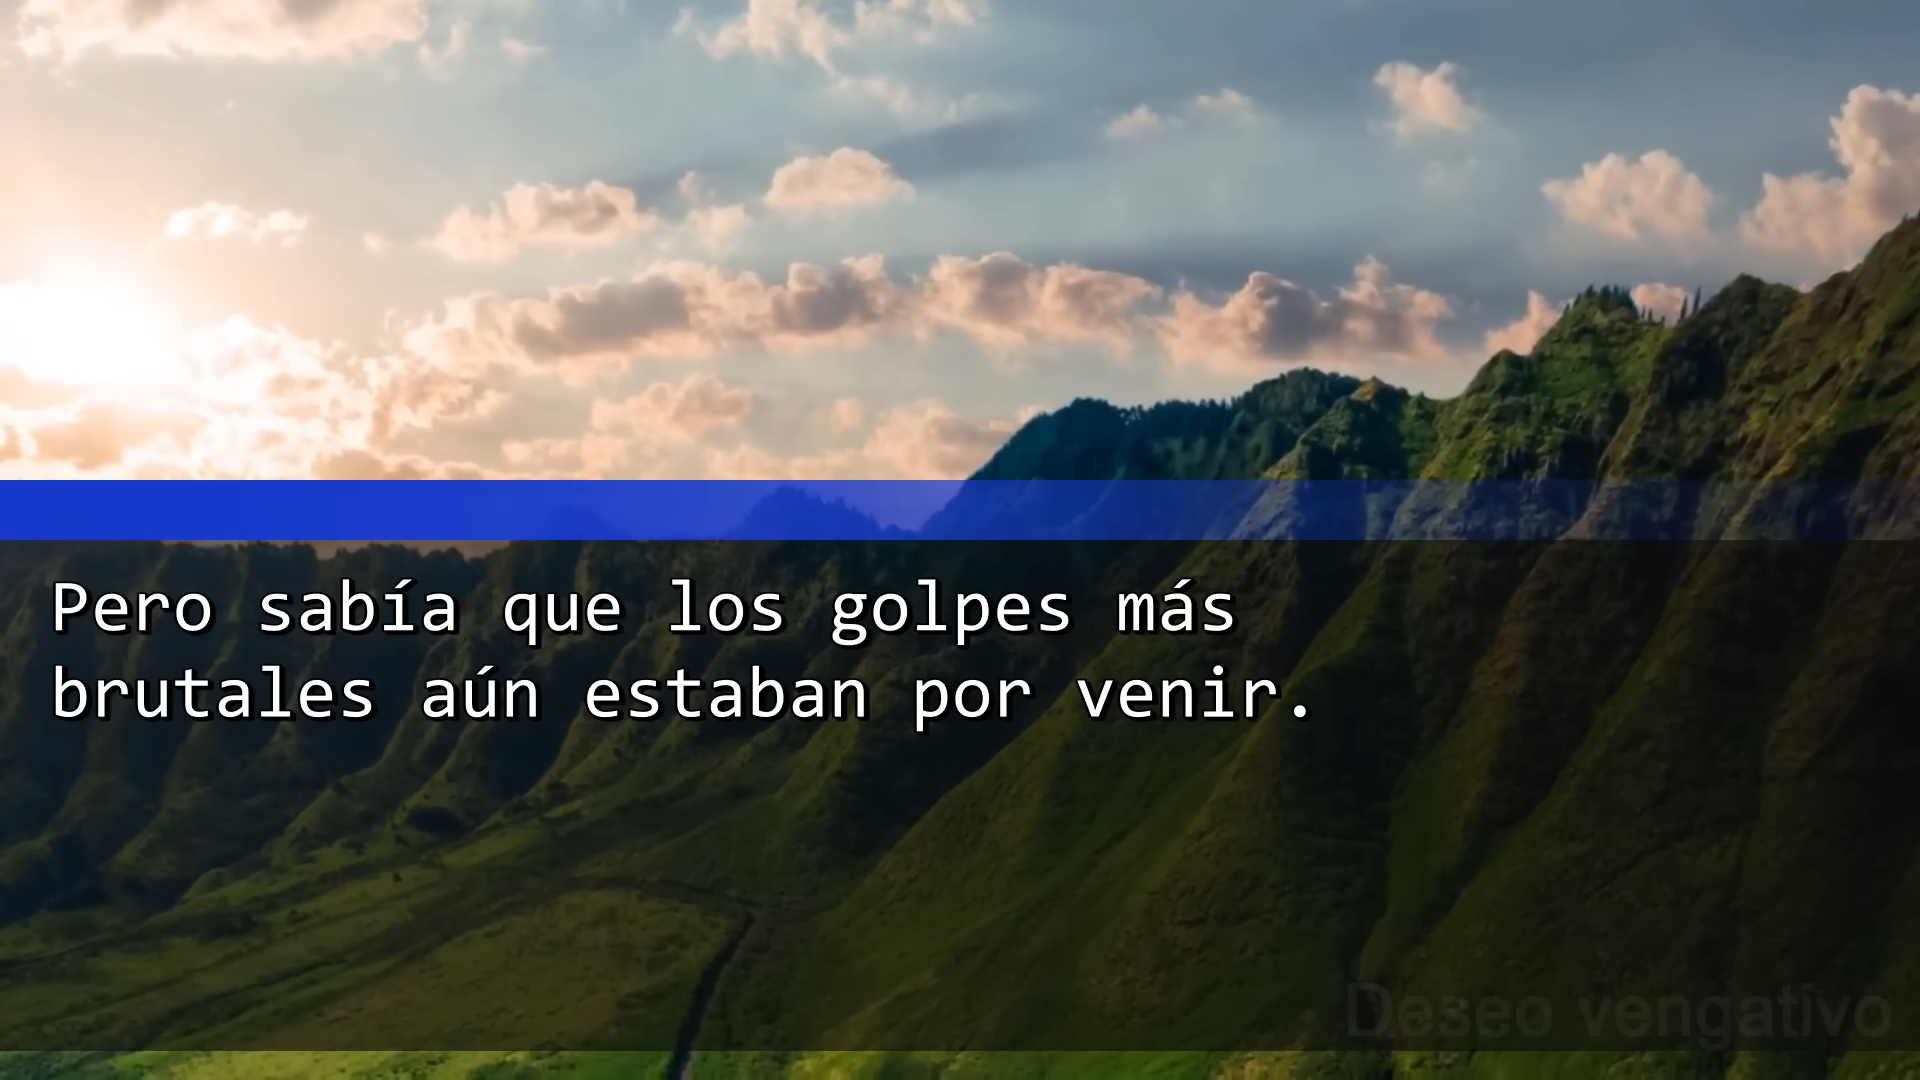 Pero sabía que los golpes más
brutales aún estaban por venir.
Deseo vengativo